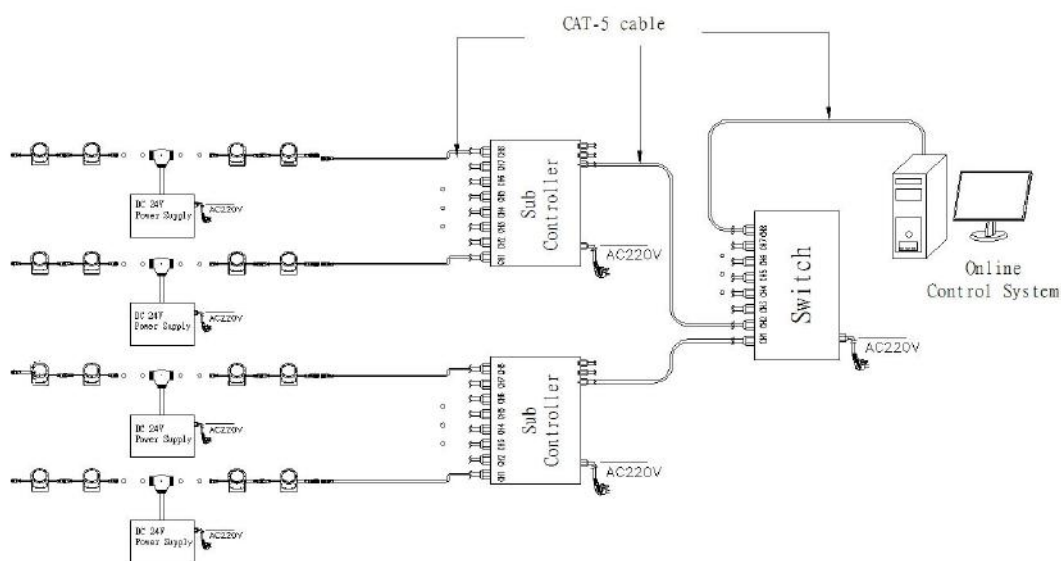 CAT-5 cable
DC 24V
Power Supply
AC220V
CH8
CH7
CH6
CH5
CH4
CH3
CH2
CH1
Sub
Controller
AC220V
DC 24V
Power Supply
AC220V
CH8
CH7
CH6
CH5
CH4
CH3
CH2
CH1
Switch
AC220V
Online
Control System
DC 24V
Power Supply
AC220V
CH8
CH7
CH6
CH5
CH4
CH2
CH1
Sub
Controller
AC220V
DC 24V
Power Supply
AC220V